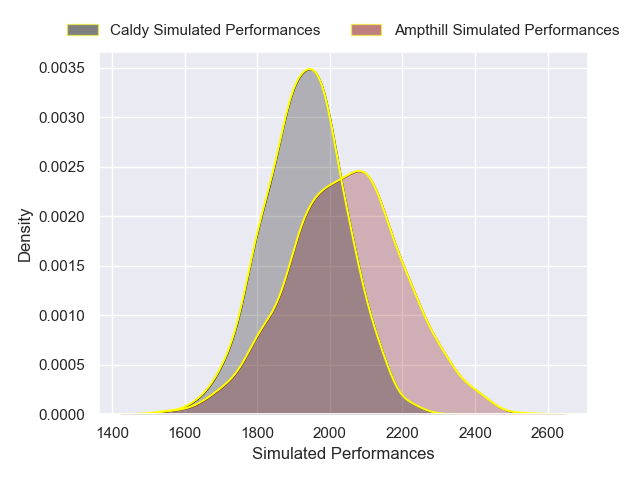 Caldy Simulated Performances
Ampthill Simulated Performances
0.0035
0.0030
0.0025
0.0020
0.0015
0.0010
0.0005
0.0000
Density
1400 1600 1800 2000 2200 2400 2600
Simulated Performances